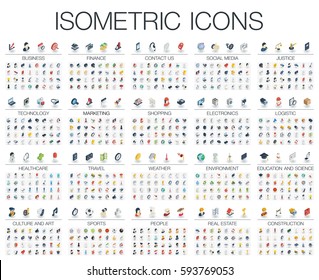 ISOMETRIC ICONS
BUSINESS FINANCE CONTACT US SOCIAL MEDIA JUSTICE
TECHNOLOGY MARKETING SHOPPING ELECTRONICS LOGISTIC
HEALTHCARE TRAVEL WEATHER ENVIRONMENT EDUCATION AND SCIENCE
CULTURE AND ART SPORTS PEOPLE REAL ESTATE CONSTRUCTION
shutterstock.com · 593769053